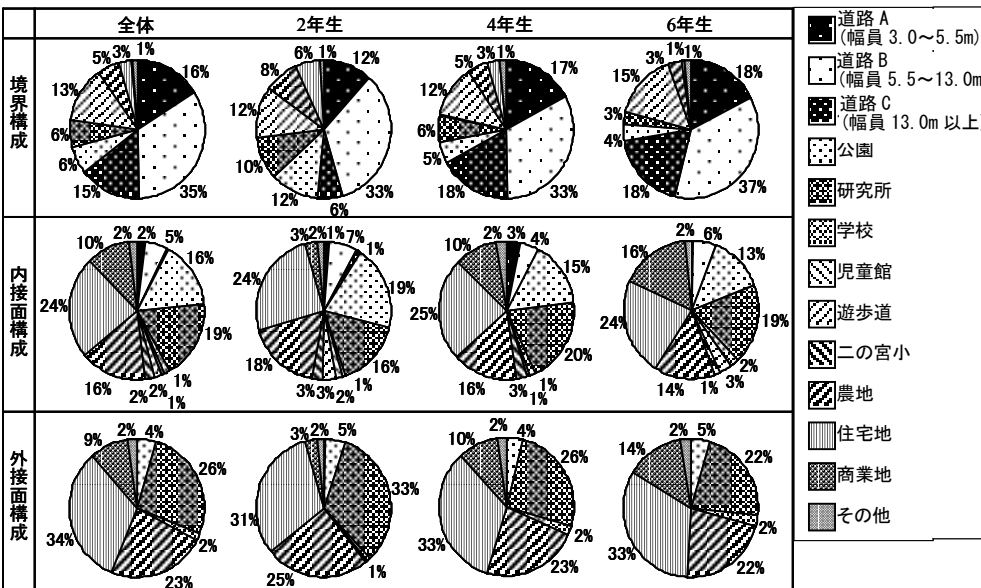 全体 2年生 4年生 6年生
境界構成
1% 16% 35% 15% 6% 6% 13% 5% 3%
1% 12% 33% 6% 12% 10% 12% 8% 6%
1% 17% 33% 18% 5% 6% 12% 5% 3%
1% 18% 37% 18% 4% 3% 15% 3% 1%
内接面構成
2% 5% 16% 19% 1% 1% 2% 2% 16% 24% 10% 2%
1% 7% 1% 19% 16% 1% 2% 3% 3% 18% 24% 3% 2%
3% 4% 15% 20% 1% 1% 3% 16% 25% 10% 2%
6% 13% 19% 2% 3% 1% 14% 24% 16% 2%
外接面構成
4% 26% 2% 23% 34% 9% 2%
5% 33% 1% 25% 31% 3% 2%
4% 26% 2% 23% 33% 10% 2%
5% 22% 2% 22% 33% 14% 2%
道路A
(幅員 3.0~5.5m)
道路B
(幅員 5.5~13.0m
道路C
(幅員 13.0m 以上)
公園
研究所
学校
児童館
遊歩道
二の宮小
農地
住宅地
商業地
その他